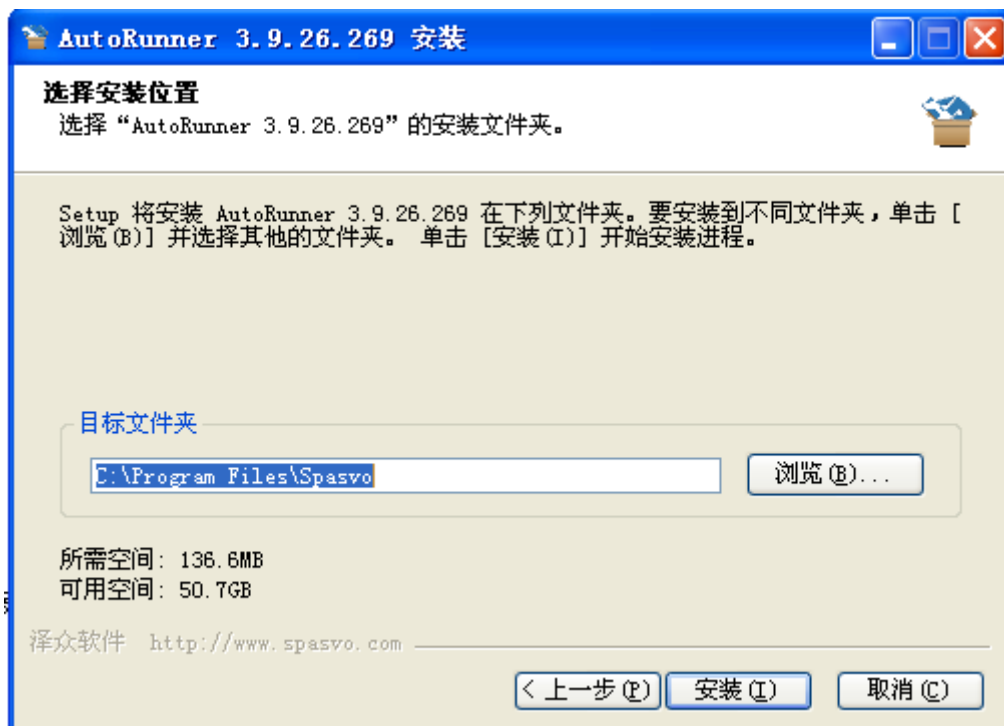 AutoRunner 3.9.26.269 安装
选择安装位置
选择“AutoRunner 3.9.26.269”的安装文件夹。
Setup 将安装 AutoRunner 3.9.26.269 在下列文件夹。要安装到不同文件夹，单击 [
浏览(B)] 并选择其他的文件夹。 单击 [安装(I)] 开始安装进程。
目标文件夹
C:\Program Files\Spasvo
浏览(B)...
所需空间: 136.6MB
可用空间: 50.7GB
泽众软件 http://www.spasvo.com
< 上一步(P)
安装(I)
取消(C)